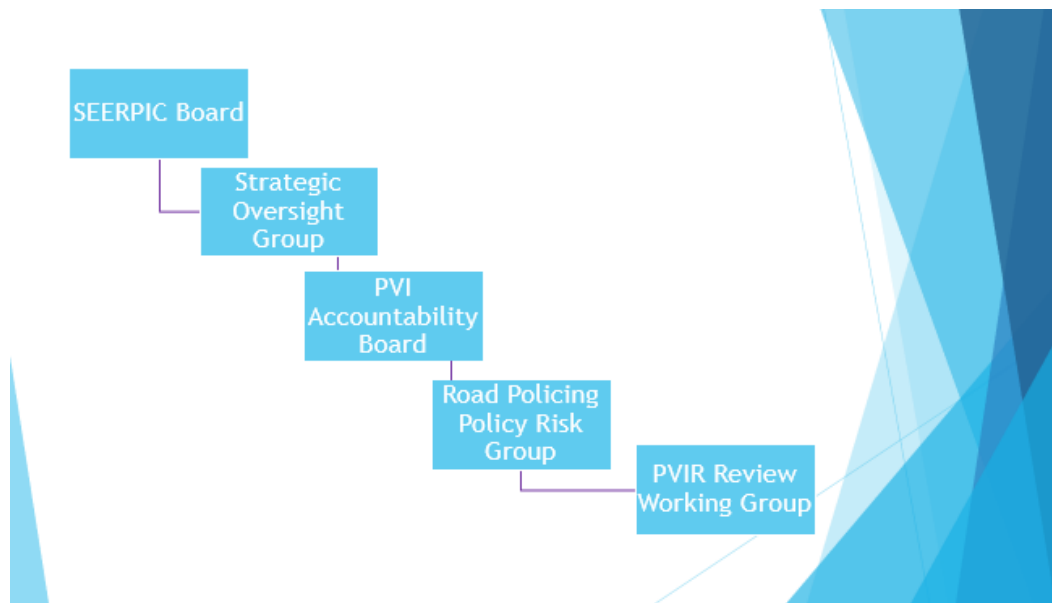 SEERPIC Board
Strategic
Oversight
Group
PVI
Accountability
Board
Road Policing
Policy Risk
Group
PVIR Review
Working Group